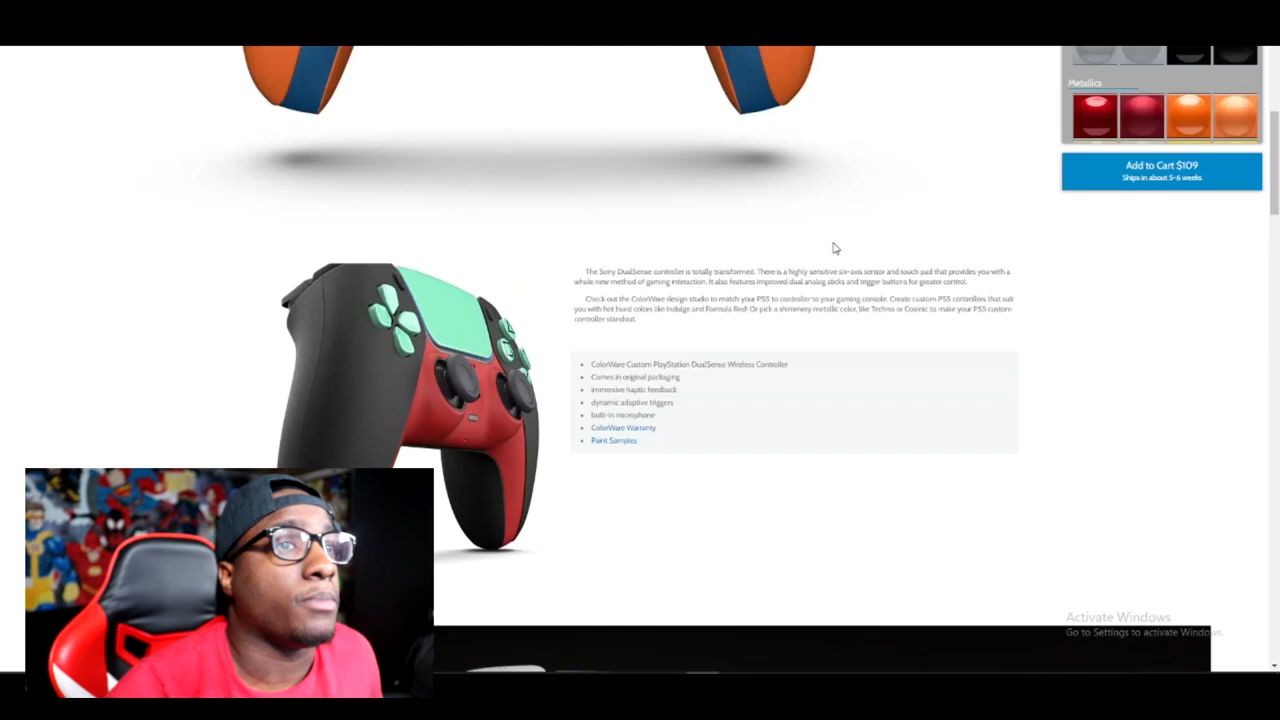 Metallics
Add to Cart $109
Ships in about 5-6 weeks
The Sony DualSense controller is totally transformed. There is a highly sensitive six-axis sensor and touch pad that provides you with a
whole new method of gaming interaction. It also features improved dual analog sticks and trigger buttons for greater control.
Check out the ColorWare design studio to match your PS5 to controller to your gaming console. Create custom PS5 controllers that suit
you with hot hued colors like Indulge and Formula Red! Or pick a shimmery metallic color, like Techno or Cosmic to make your PS5 custom
controller standout.
ColorWare Custom PlayStation DualSense Wireless Controller
Comes in original packaging
immersive haptic feedback
dynamic adaptive triggers
built-in microphone
ColorWare Warranty
Paint Samples
Activate Windows
Go to Settings to activate Windows.